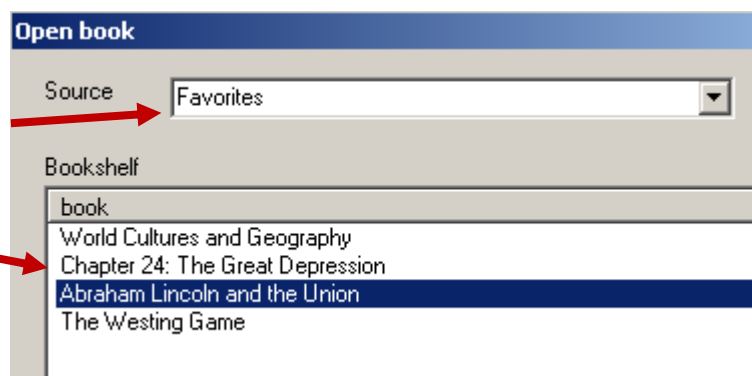 Open book
Source Favorites
Bookshelf
book
World Cultures and Geography
Chapter 24: The Great Depression
Abraham Lincoln and the Union
The Westing Game